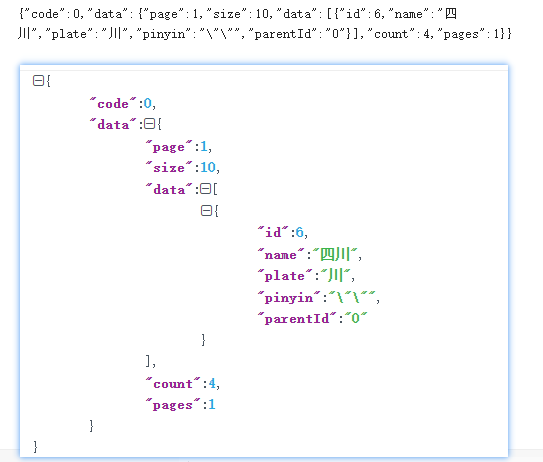 {"code":0,"data":{"page":1,"size":10,"data":[{"id":6,"name":"四
川","plate":"川","pinyin":"\"\"","parentId":"0"}],"count":4,"pages":1}}
{
"code":0,
"data":{
"page":1,
"size":10,
"data":[
{
"id":6,
"name":"四川",
"plate":"川",
"pinyin":"\"\"",
"parentId":"0"
}
],
"count":4,
"pages":1
}
}